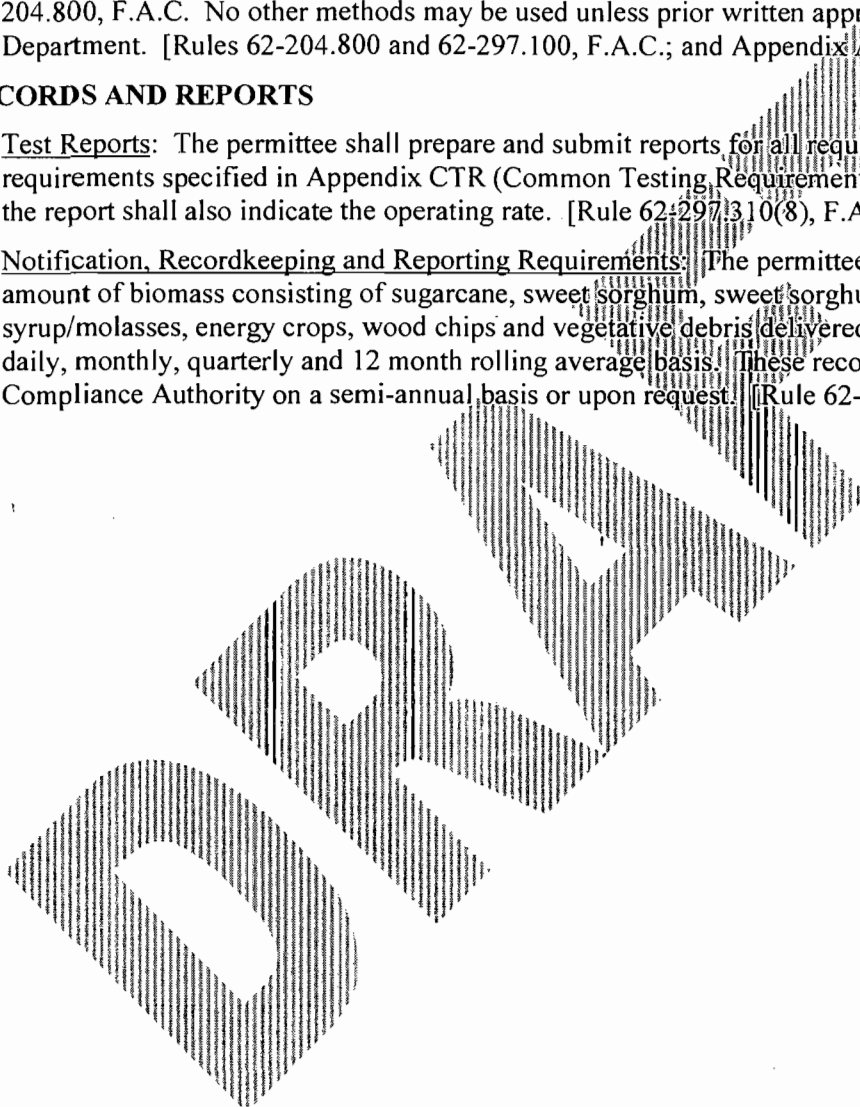 204.800, F.A.C. No other methods may be used unless prior written app
Department. [Rules 62-204.800 and 62-297.100, F.A.C.; and Appendix
CORDS AND REPORTS
Test Reports: The permittee shall prepare and submit reports for all requ
requirements specified in Appendix CTR (Common Testing Requiremen
the report shall also indicate the operating rate. [Rule 62-297.310(8), F.A
Notification, Recordkeeping and Reporting Requirements: The permittee
amount of biomass consisting of sugarcane, sweet sorghum, sweet sorghu
syrup/molasses, energy crops, wood chips and vegetative debris delivered
daily, monthly, quarterly and 12 month rolling average basis. These reco
Compliance Authority on a semi-annual basis or upon request. [Rule 62-
DRA